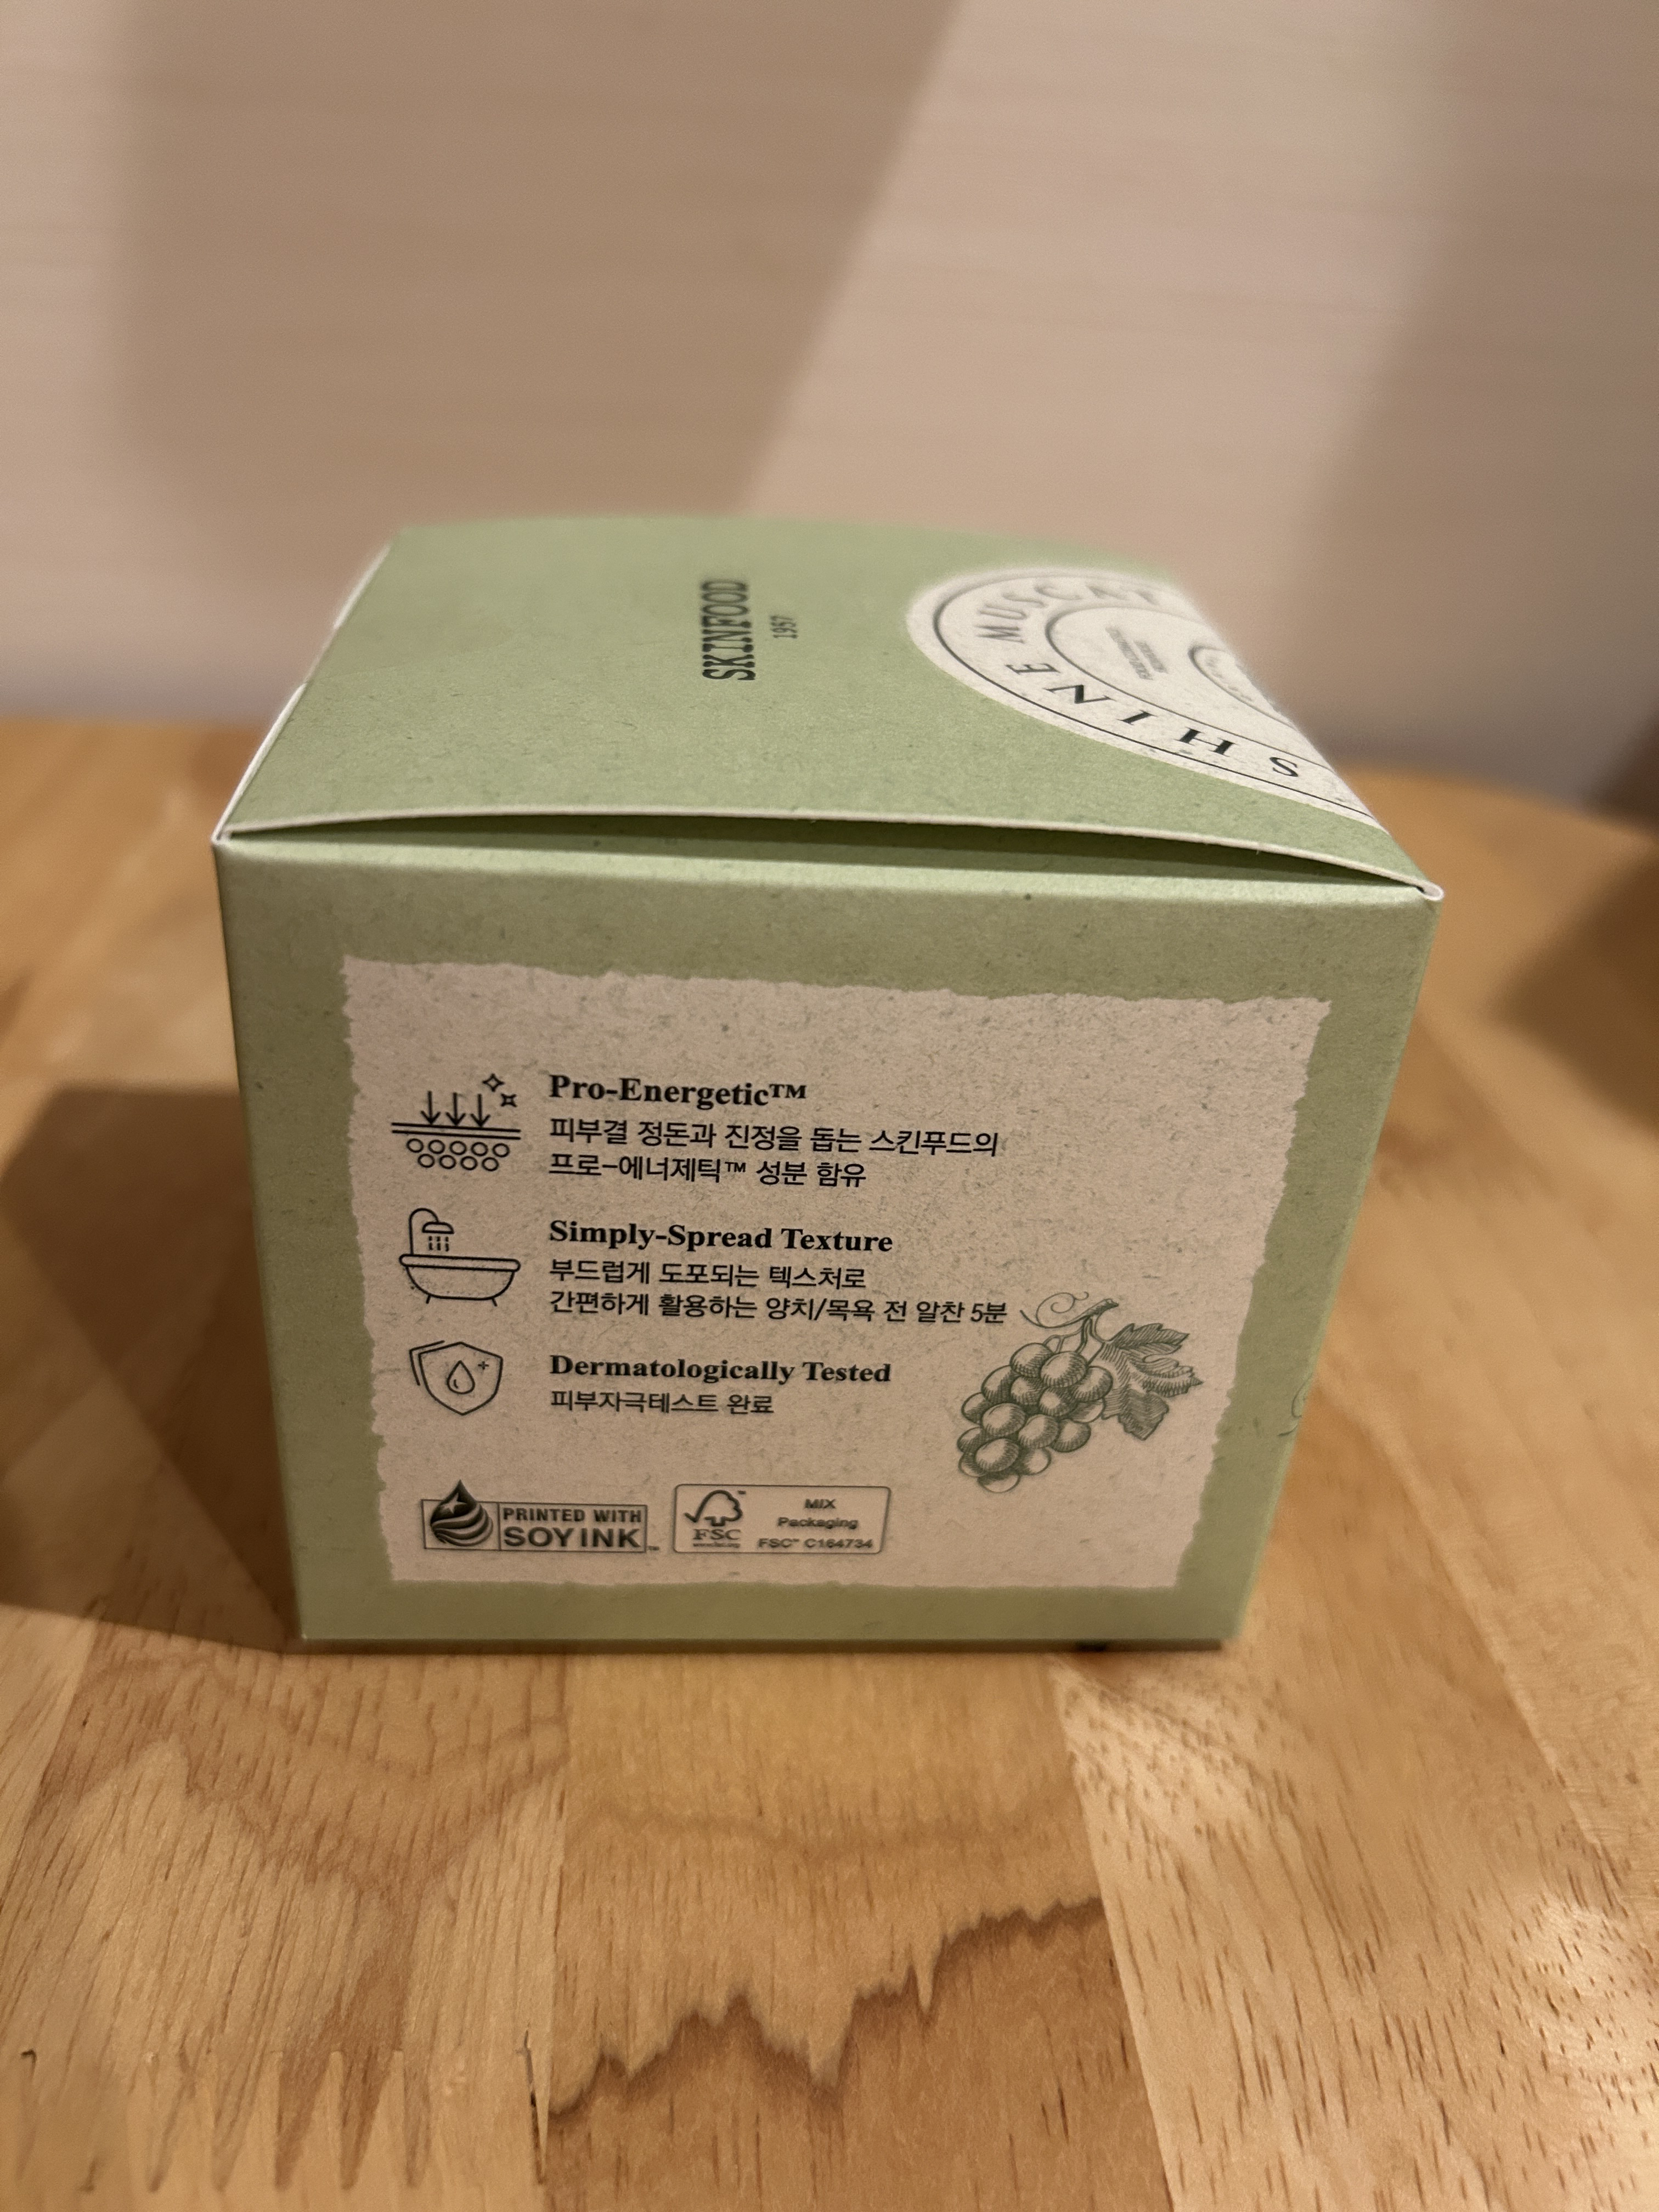 SKINFOOD
1957
SHINE MUSCAT
Pro-Energetic™
피부결 정돈과 진정을 돕는 스킨푸드의
프로-에너제틱™ 성분 함유
Simply-Spread Texture
부드럽게 도포되는 텍스처로
간편하게 활용하는 양치/목욕 전 알찬 5분
Dermatologically Tested
피부자극테스트 완료
PRINTED WITH
SOY INK™
FSC™
MIX
Packaging
FSC™ C164734